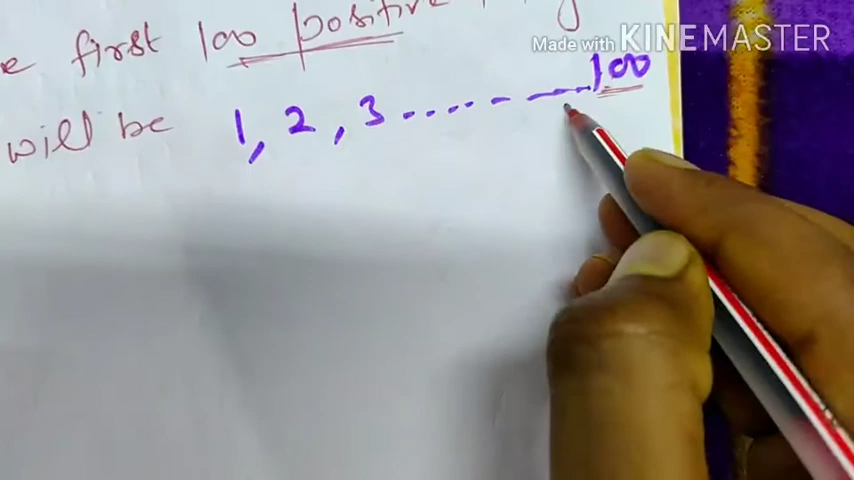 Made with KINEMASTER
e first 100 positive
will be 1, 2, 3 ....------100